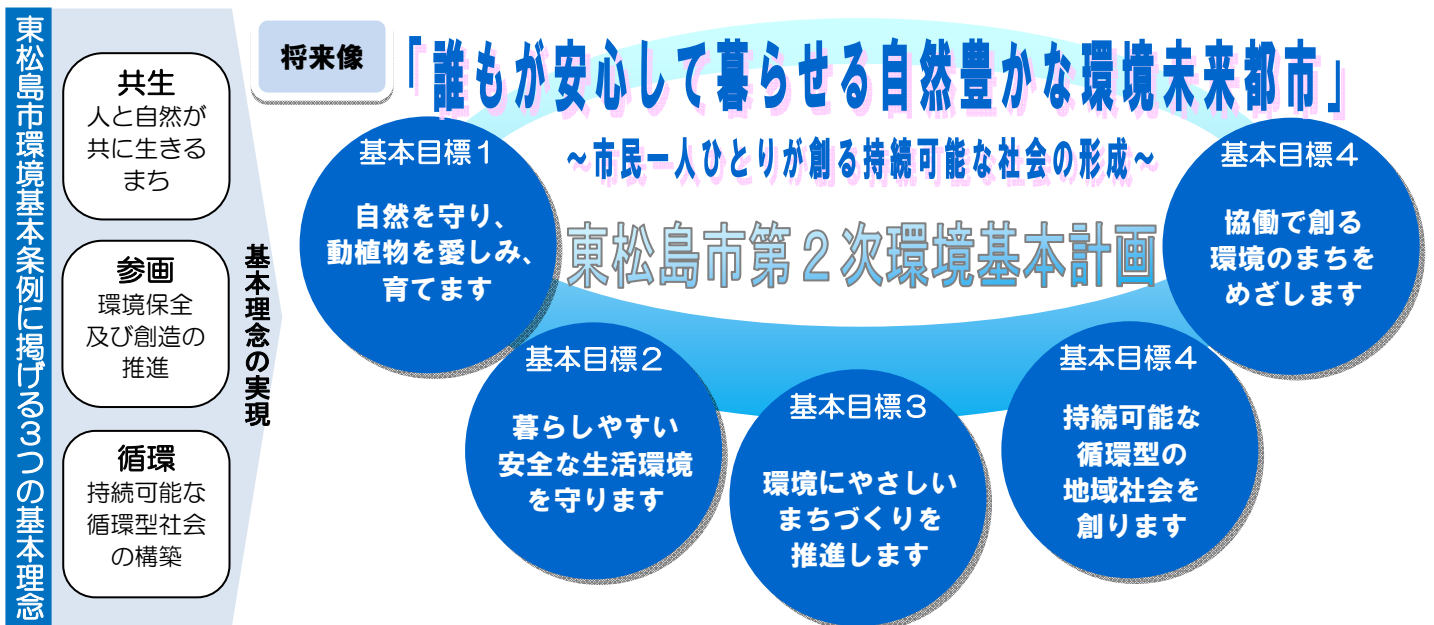 東松島市環境基本条例に掲げる3つの基本理念
共生
人と自然が
共に生きる
まち
参画
環境保全
及び創造の
推進
循環
持続可能な
循環型社会
の構築
基本理念の実現
将来像
「誰もが安心して暮らせる自然豊かな環境未来都市」
～市民一人ひとりが創る持続可能な社会の形成～
東松島市第２次環境基本計画
基本目標１
自然を守り、
動植物を愛しみ、
育てます
基本目標２
暮らしやすい
安全な生活環境
を守ります
基本目標３
環境にやさしい
まちづくりを
推進します
基本目標４
持続可能な
循環型の
地域社会を
創ります
基本目標４
協働で創る
環境のまちを
めざします